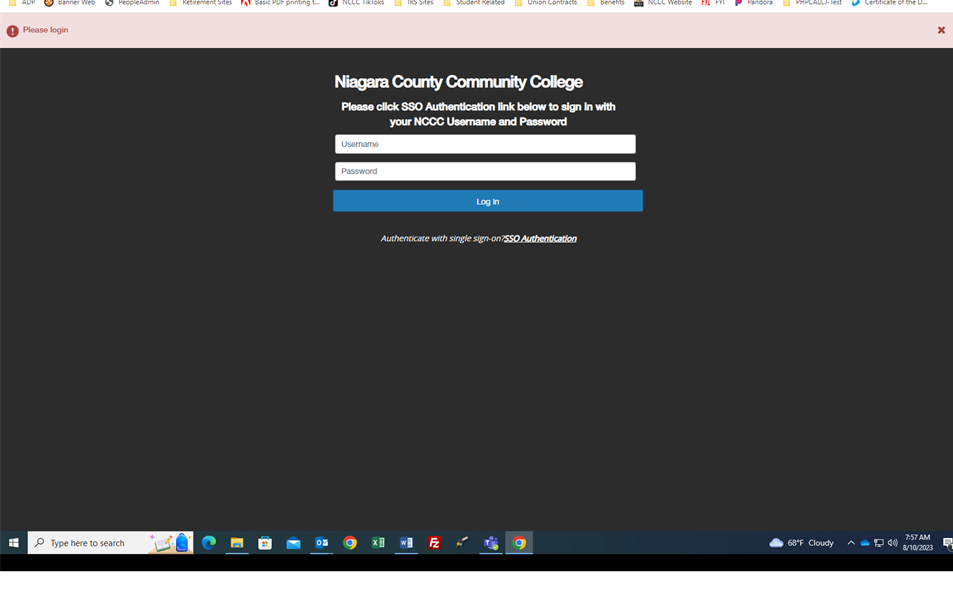 ADP Banner Web PeopleAdmin Retirement Sites Basic PDF printing t... NCCC TikToks IRS Sites Student Related Union Contracts Benefits NCCC Website FYI Pandora PHPCALCJ-Test Certificate of the D...
Please login
Niagara County Community College
Please click SSO Authentication link below to sign in with
your NCCC Username and Password
Username
Password
Log In
Authenticate with single sign-on?SSO Authentication
Type here to search
68°F Cloudy
7:57 AM
8/10/2023